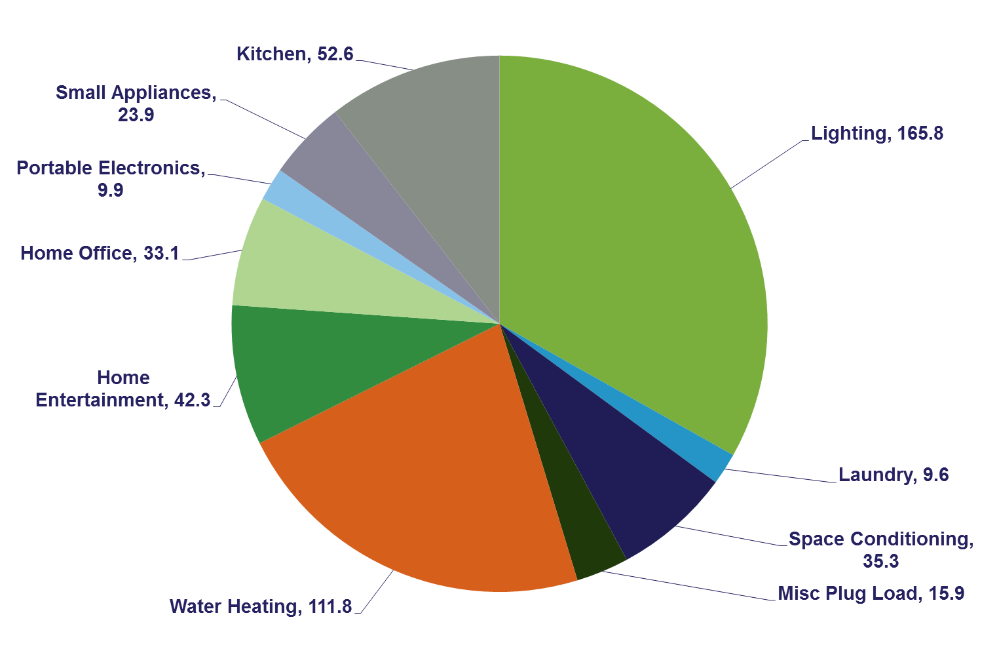 Kitchen, 52.6
Small Appliances,
23.9
Portable Electronics,
9.9
Home Office, 33.1
Home
Entertainment, 42.3
Water Heating, 111.8
Lighting, 165.8
Laundry, 9.6
Space Conditioning,
35.3
Misc Plug Load, 15.9